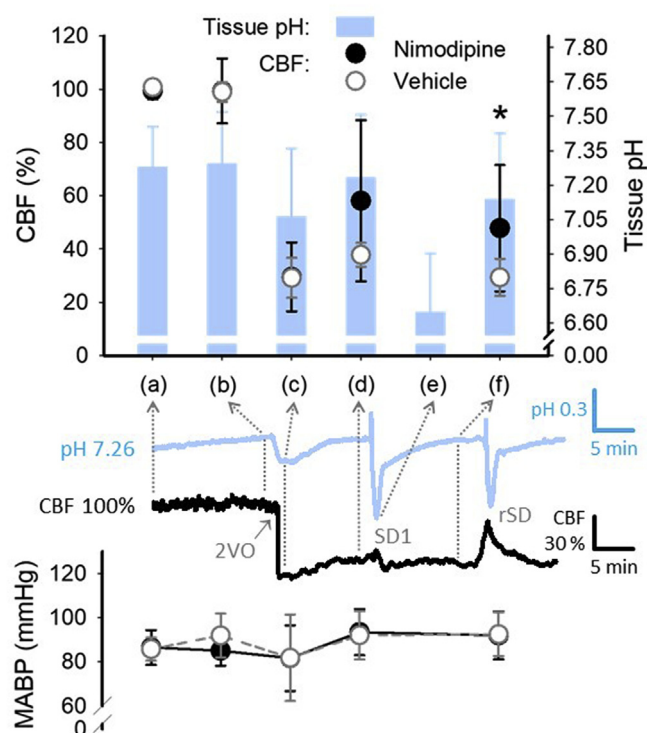 Tissue pH:
CBF:
Nimodipine
Vehicle
CBF (%)
120
100
80
60
40
20
0
Tissue pH
7.80
7.65
7.50
7.35
7.20
7.05
6.90
6.75
6.60
0.00
*
(a) (b) (c) (d) (e) (f)
pH 7.26
pH 0.3
5 min
CBF 100%
2VO
SD1
rSD
CBF
30 %
5 min
MABP (mmHg)
120
100
80
60
0